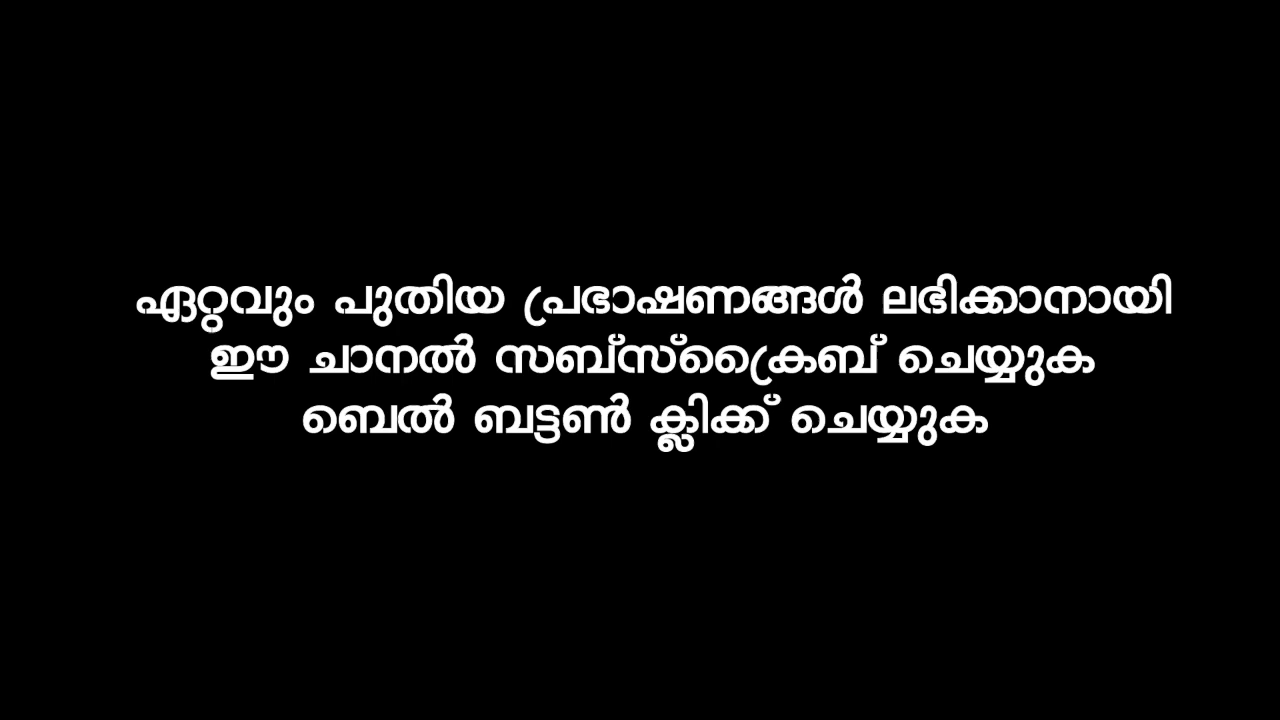 ഏറ്റവും പുതിയ പ്രഭാഷണങ്ങൾ ലഭിക്കാനായി
ഈ ചാനൽ സബ്സ്ക്രൈബ് ചെയ്യുക
ബെൽ ബട്ടൺ ക്ലിക്ക് ചെയ്യുക